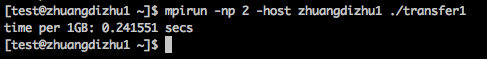 [test@zhuangdizhu1 ~]$ mpirun -np 2 -host zhuangdizhu1 ./transfer1
time per 1GB: 0.241551 secs
[test@zhuangdizhu1 ~]$